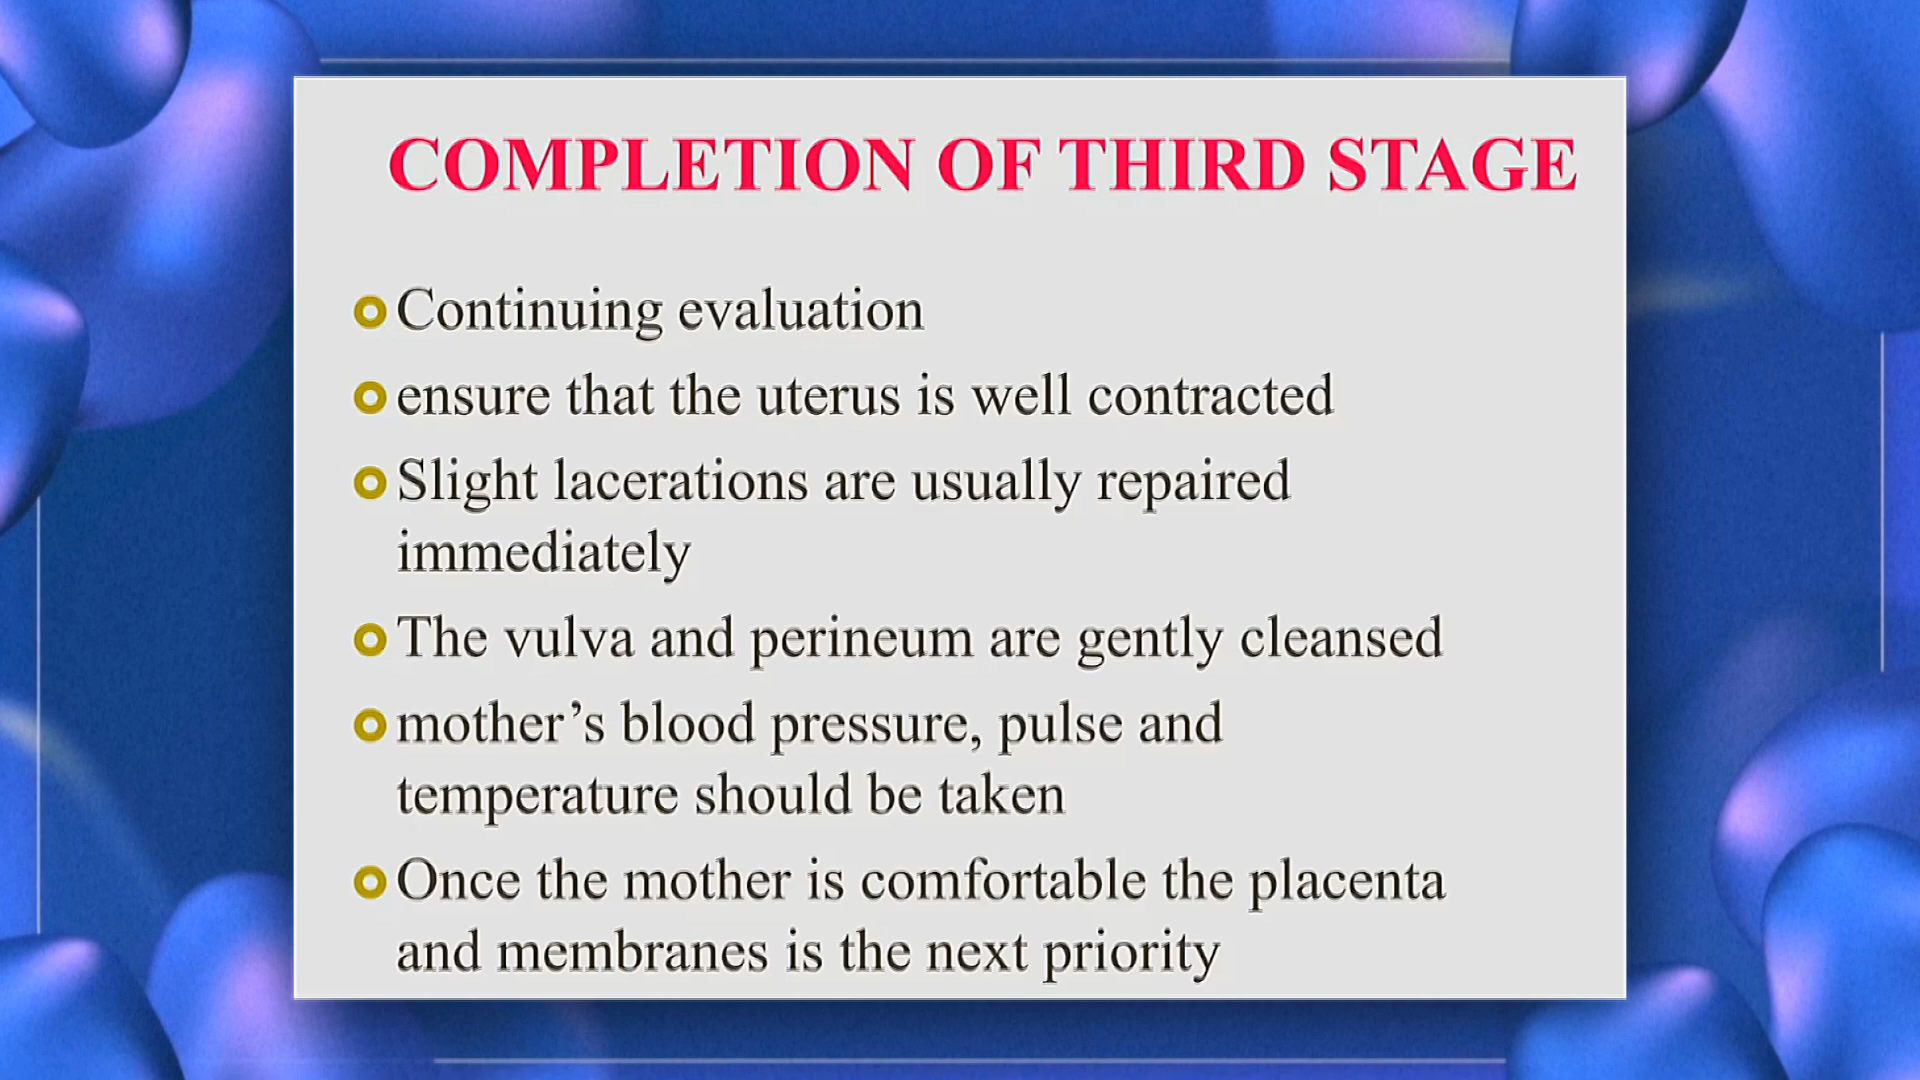 COMPLETION OF THIRD STAGE
Continuing evaluation
ensure that the uterus is well contracted
Slight lacerations are usually repaired
immediately
The vulva and perineum are gently cleansed
mother’s blood pressure, pulse and
temperature should be taken
Once the mother is comfortable the placenta
and membranes is the next priority